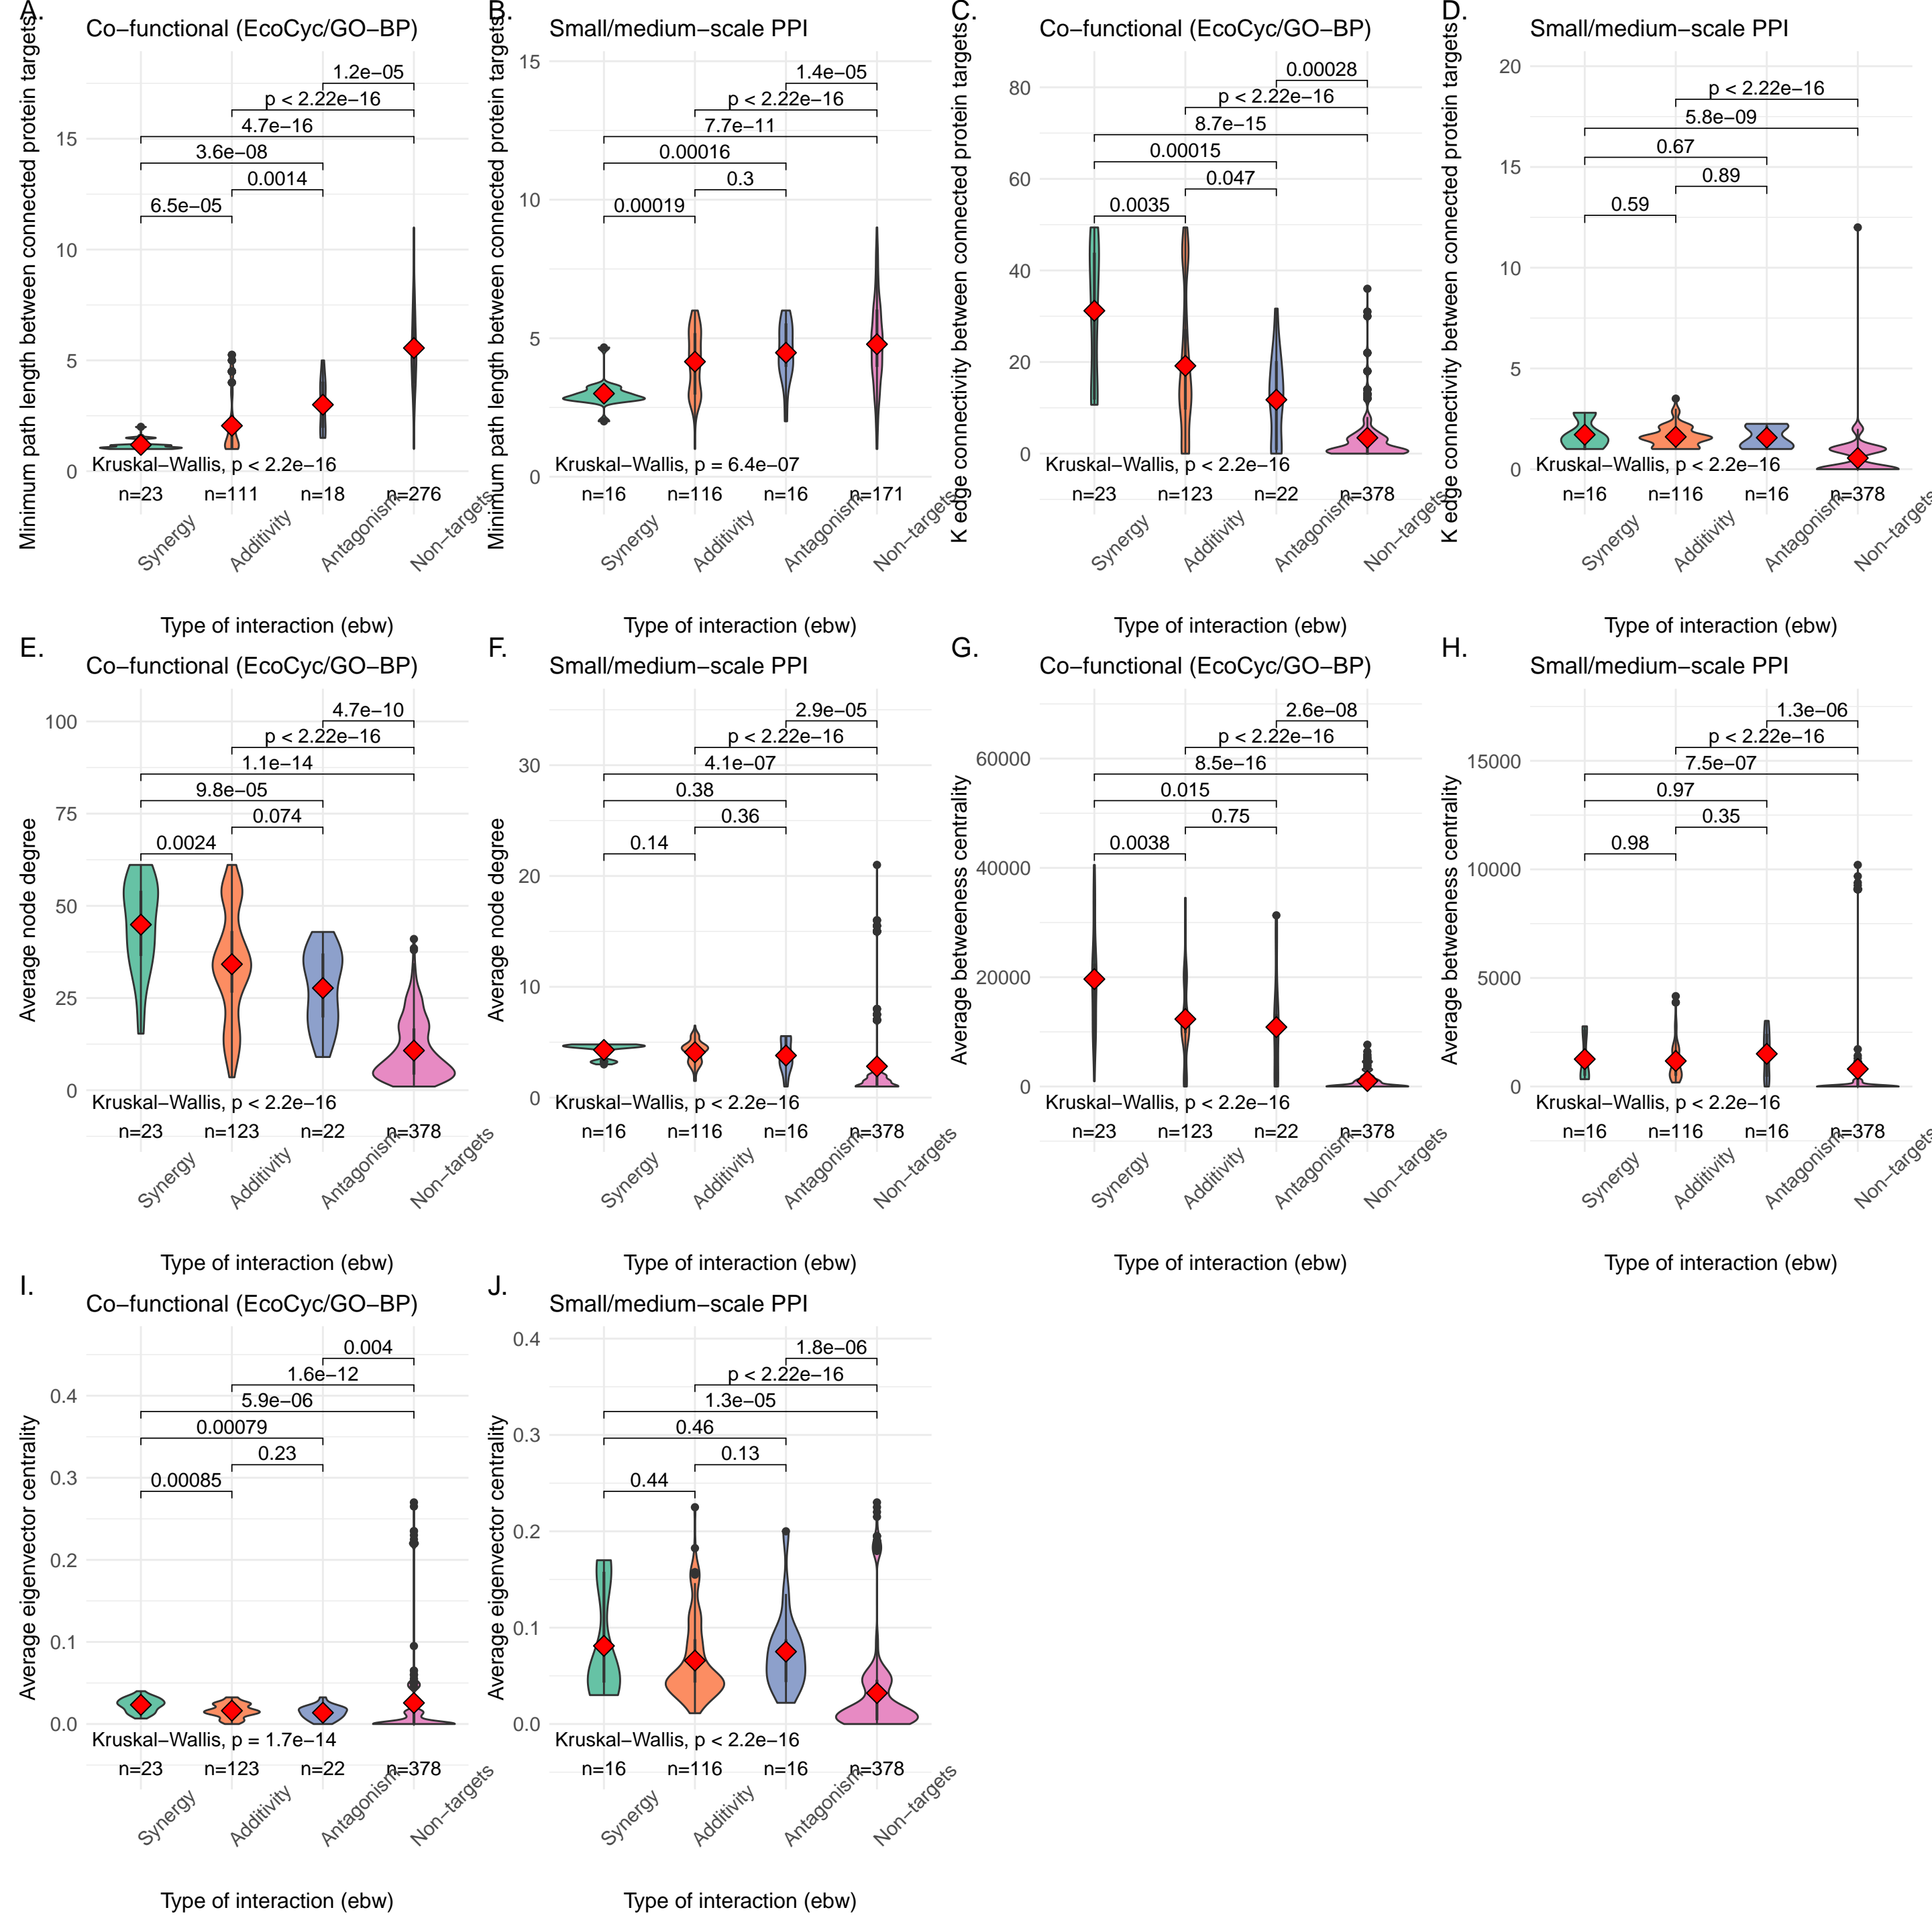 A.
Co−functional (EcoCyc/GO−BP)
Minimum path length between connected protein targets
15
10
5
0
1.2e−05
p < 2.22e−16
4.7e−16
3.6e−08
0.0014
6.5e−05
Kruskal−Wallis, p < 2.2e−16
n=23
n=111
n=18
n=276
Synergy
Additivity
Antagonism
Non−targets
Type of interaction (ebw)
B.
Small/medium−scale PPI
Minimum path length between connected protein targets
15
10
5
0
1.4e−05
p < 2.22e−16
7.7e−11
0.00016
0.3
0.00019
Kruskal−Wallis, p = 6.4e−07
n=16
n=116
n=16
n=171
Synergy
Additivity
Antagonism
Non−targets
Type of interaction (ebw)
C.
Co−functional (EcoCyc/GO−BP)
K edge connectivity between connected protein targets
80
60
40
20
0
0.00028
p < 2.22e−16
8.7e−15
0.00015
0.047
0.0035
Kruskal−Wallis, p < 2.2e−16
n=23
n=123
n=22
n=378
Synergy
Additivity
Antagonism
Non−targets
Type of interaction (ebw)
D.
Small/medium−scale PPI
K edge connectivity between connected protein targets
20
15
10
5
0
p < 2.22e−16
5.8e−09
0.67
0.89
0.59
Kruskal−Wallis, p < 2.2e−16
n=16
n=116
n=16
n=378
Synergy
Additivity
Antagonism
Non−targets
Type of interaction (ebw)
E.
Co−functional (EcoCyc/GO−BP)
Average node degree
100
75
50
25
0
4.7e−10
p < 2.22e−16
1.1e−14
9.8e−05
0.074
0.0024
Kruskal−Wallis, p < 2.2e−16
n=23
n=123
n=22
n=378
Synergy
Additivity
Antagonism
Non−targets
Type of interaction (ebw)
F.
Small/medium−scale PPI
Average node degree
30
20
10
0
2.9e−05
p < 2.22e−16
4.1e−07
0.38
0.36
0.14
Kruskal−Wallis, p < 2.2e−16
n=16
n=116
n=16
n=378
Synergy
Additivity
Antagonism
Non−targets
Type of interaction (ebw)
G.
Co−functional (EcoCyc/GO−BP)
Average betweeness centrality
60000
40000
20000
0
2.6e−08
p < 2.22e−16
8.5e−16
0.015
0.75
0.0038
Kruskal−Wallis, p < 2.2e−16
n=23
n=123
n=22
n=378
Synergy
Additivity
Antagonism
Non−targets
Type of interaction (ebw)
H.
Small/medium−scale PPI
Average betweeness centrality
15000
10000
5000
0
1.3e−06
p < 2.22e−16
7.5e−07
0.97
0.35
0.98
Kruskal−Wallis, p < 2.2e−16
n=16
n=116
n=16
n=378
Synergy
Additivity
Antagonism
Non−targets
Type of interaction (ebw)
I.
Co−functional (EcoCyc/GO−BP)
Average eigenvector centrality
0.4
0.3
0.2
0.1
0.0
0.004
1.6e−12
5.9e−06
0.00079
0.23
0.00085
Kruskal−Wallis, p = 1.7e−14
n=23
n=123
n=22
n=378
Synergy
Additivity
Antagonism
Non−targets
Type of interaction (ebw)
J.
Small/medium−scale PPI
Average eigenvector centrality
0.4
0.3
0.2
0.1
0.0
1.8e−06
p < 2.22e−16
1.3e−05
0.46
0.13
0.44
Kruskal−Wallis, p < 2.2e−16
n=16
n=116
n=16
n=378
Synergy
Additivity
Antagonism
Non−targets
Type of interaction (ebw)